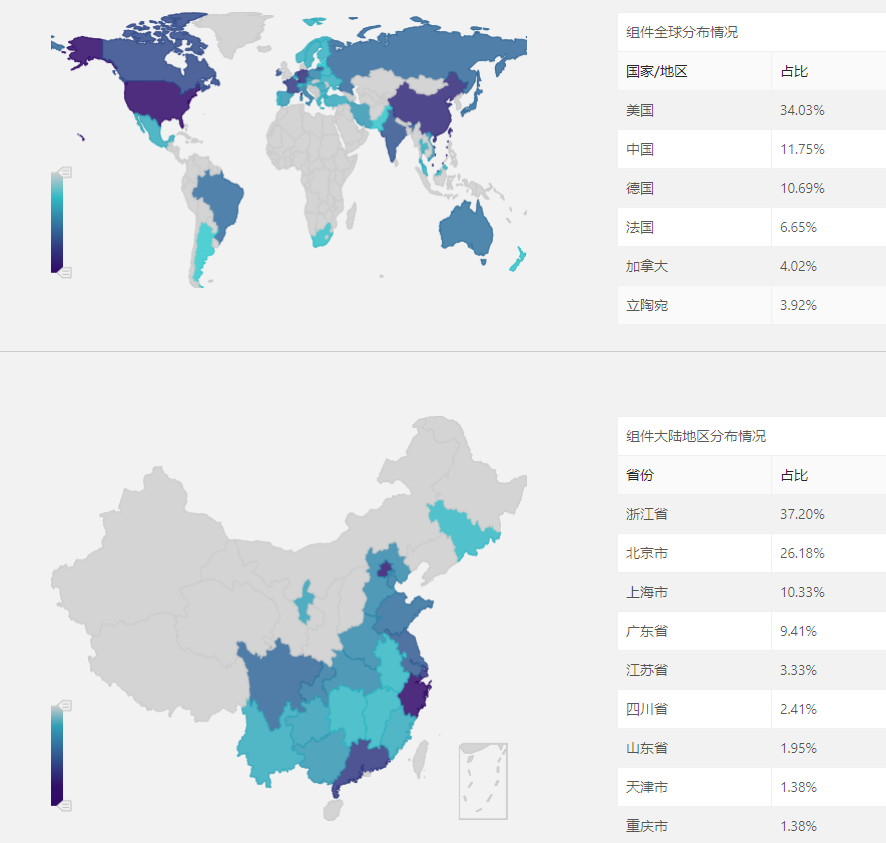 组件全球分布情况
国家/地区 占比
美国 34.03%
中国 11.75%
德国 10.69%
法国 6.65%
加拿大 4.02%
立陶宛 3.92%
组件大陆地区分布情况
省份 占比
浙江省 37.20%
北京市 26.18%
上海市 10.33%
广东省 9.41%
江苏省 3.33%
四川省 2.41%
山东省 1.95%
天津市 1.38%
重庆市 1.38%